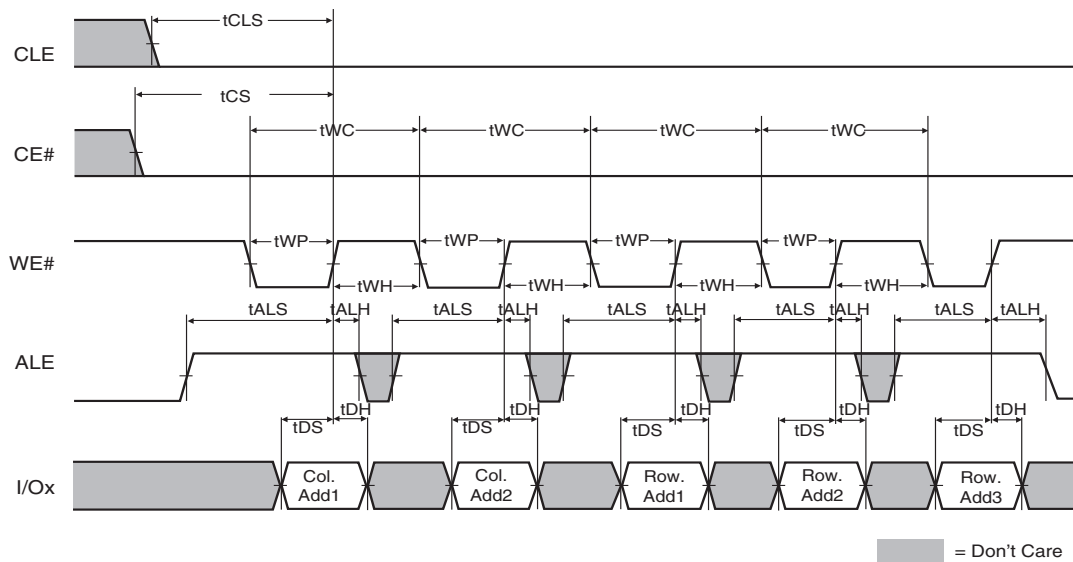 CLE
tCLS
tCS
CE#
tWC
tWC
tWC
tWC
WE#
tWP
tWP
tWP
tWP
tWH
tWH
tWH
tWH
ALE
tALS
tALH
tALS
tALH
tALS
tALH
tALS
tALH
tALS
tALH
tDS
tDH
tDS
tDH
tDS
tDH
tDS
tDH
tDS
tDH
I/Ox
Col.
Add1
Col.
Add2
Row.
Add1
Row.
Add2
Row.
Add3
= Don't Care